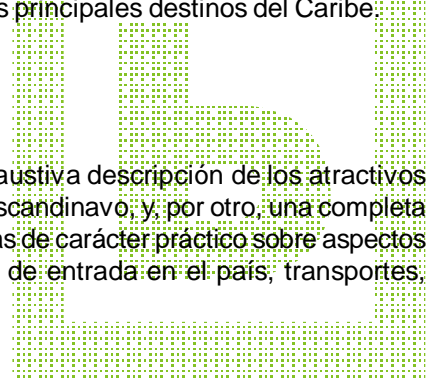 s principales destinos del Caribe.
austiva descripción de los atractivos
scandinavo, y, por otro, una completa
as de carácter práctico sobre aspectos
de entrada en el país, transportes,